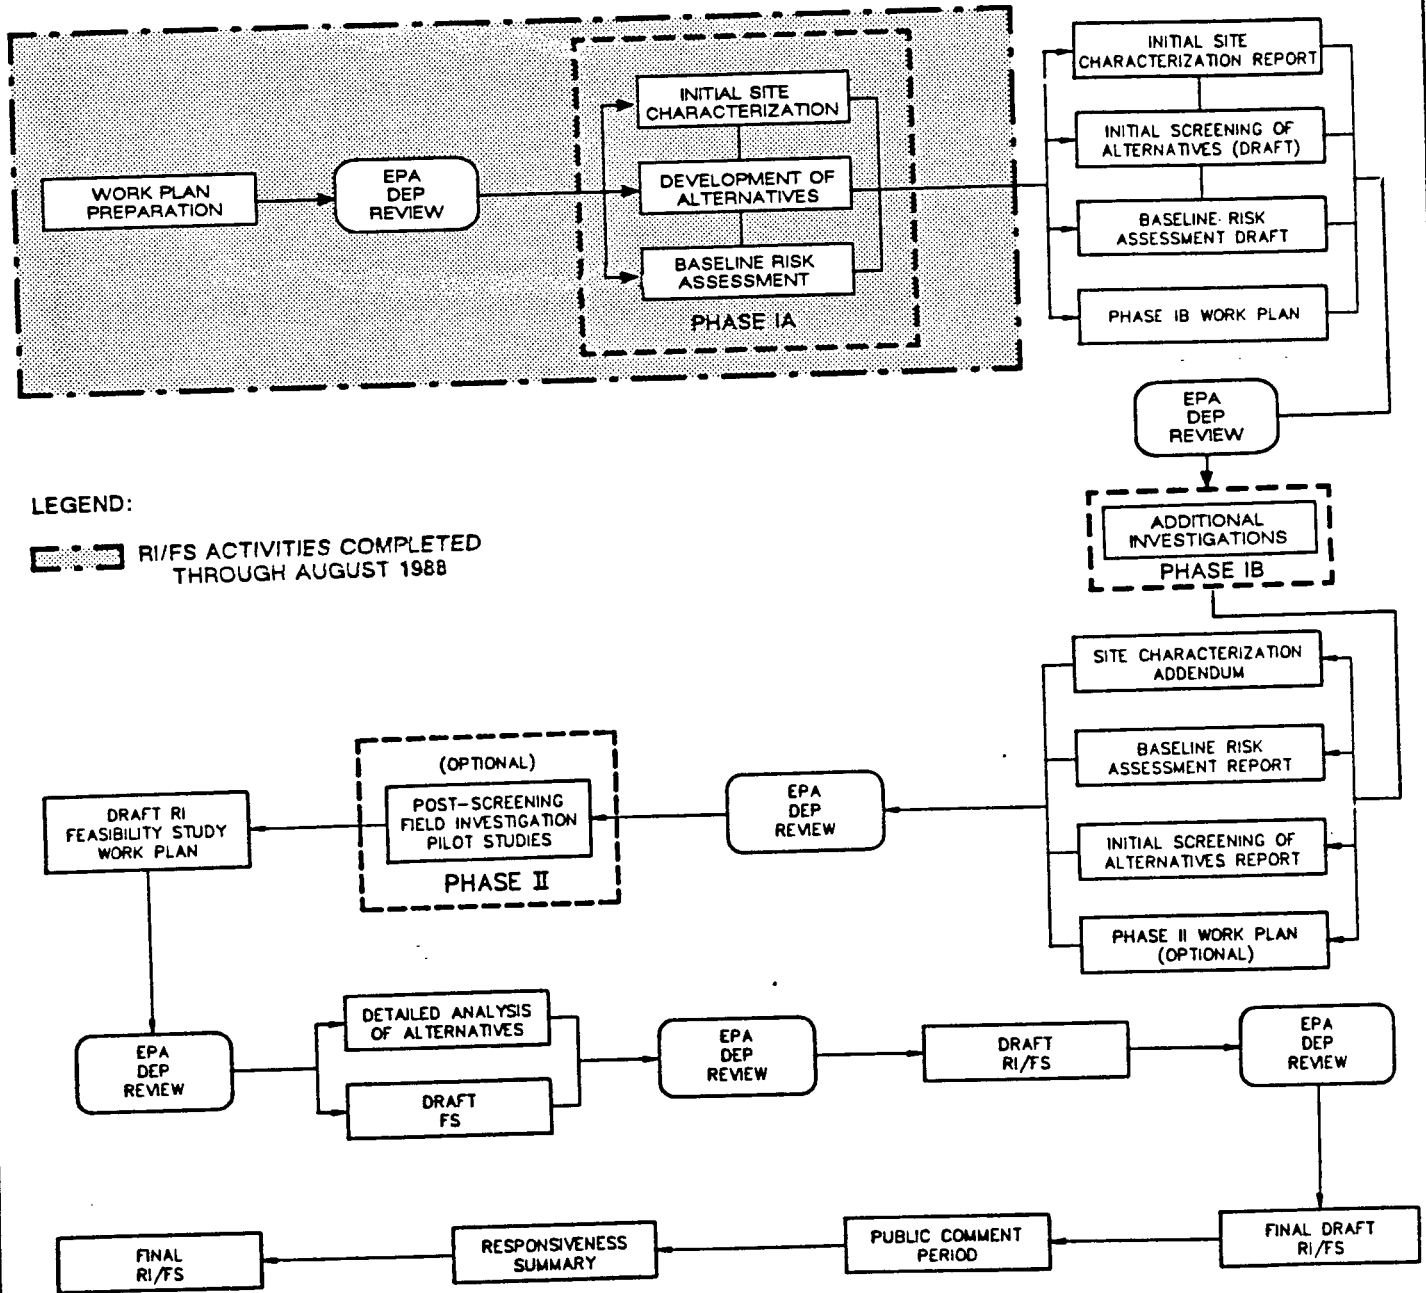 WORK PLAN
PREPARATION
EPA
DEP
REVIEW
INITIAL SITE
CHARACTERIZATION
DEVELOPMENT OF
ALTERNATIVES
BASELINE RISK
ASSESSMENT
PHASE IA
INITIAL SITE
CHARACTERIZATION REPORT
INITIAL SCREENING OF
ALTERNATIVES (DRAFT)
BASELINE RISK
ASSESSMENT DRAFT
PHASE IB WORK PLAN
EPA
DEP
REVIEW
LEGEND:
RI/FS ACTIVITIES COMPLETED
THROUGH AUGUST 1988
ADDITIONAL
INVESTIGATIONS
PHASE IB
SITE CHARACTERIZATION
ADDENDUM
BASELINE RISK
ASSESSMENT REPORT
INITIAL SCREENING OF
ALTERNATIVES REPORT
PHASE II WORK PLAN
(OPTIONAL)
EPA
DEP
REVIEW
(OPTIONAL)
POST-SCREENING
FIELD INVESTIGATION
PILOT STUDIES
PHASE II
DRAFT RI
FEASIBILITY STUDY
WORK PLAN
EPA
DEP
REVIEW
DETAILED ANALYSIS
OF ALTERNATIVES
DRAFT
FS
EPA
DEP
REVIEW
DRAFT
RI/FS
EPA
DEP
REVIEW
FINAL DRAFT
RI/FS
PUBLIC COMMENT
PERIOD
RESPONSIVENESS
SUMMARY
FINAL
RI/FS